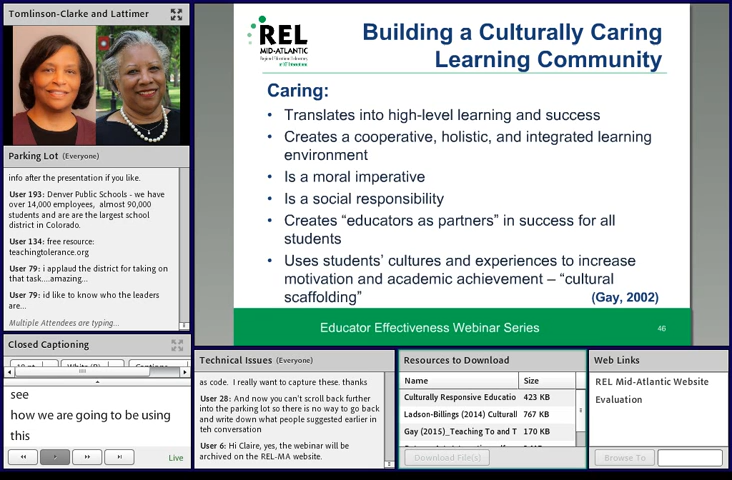 Tomlinson-Clarke and Lattimer
Parking Lot (Everyone)
info after the presentation if you like.
User 193: Denver Public Schools - we have
over 14,000 employees, almost 90,000
students and are are the largest school
district in Colorado.
User 134: free resource:
teachingtolerance.org
User 79: i applaud the district for taking on
that task....amazing...
User 79: id like to know who the leaders
are...
Multiple Attendees are typing...
Closed Captioning
see
how we are going to be using
this
Live
REL
MID-ATLANTIC
Building a Culturally Caring
Learning Community
Caring:
• Translates into high-level learning and success
• Creates a cooperative, holistic, and integrated learning
environment
• Is a moral imperative
• Is a social responsibility
• Creates “educators as partners” in success for all
students
• Uses students’ cultures and experiences to increase
motivation and academic achievement – “cultural
scaffolding”
(Gay, 2002)
Educator Effectiveness Webinar Series
46
Technical Issues (Everyone)
as code. I really want to capture these. thanks
User 28: And now you can't scroll back further
into the parking lot so there is no way to go back
and write down what people suggested earlier in
teh conversation
User 6: Hi Claire, yes, the webinar will be
archived on the REL-MA website.
Resources to Download
Name Size
Culturally Responsive Educatio 423 KB
Ladson-Billings (2014) Culturall 767 KB
Gay (2015)_Teaching To and T 170 KB
Download File(s)
Web Links
REL Mid-Atlantic Website
Evaluation
Browse To